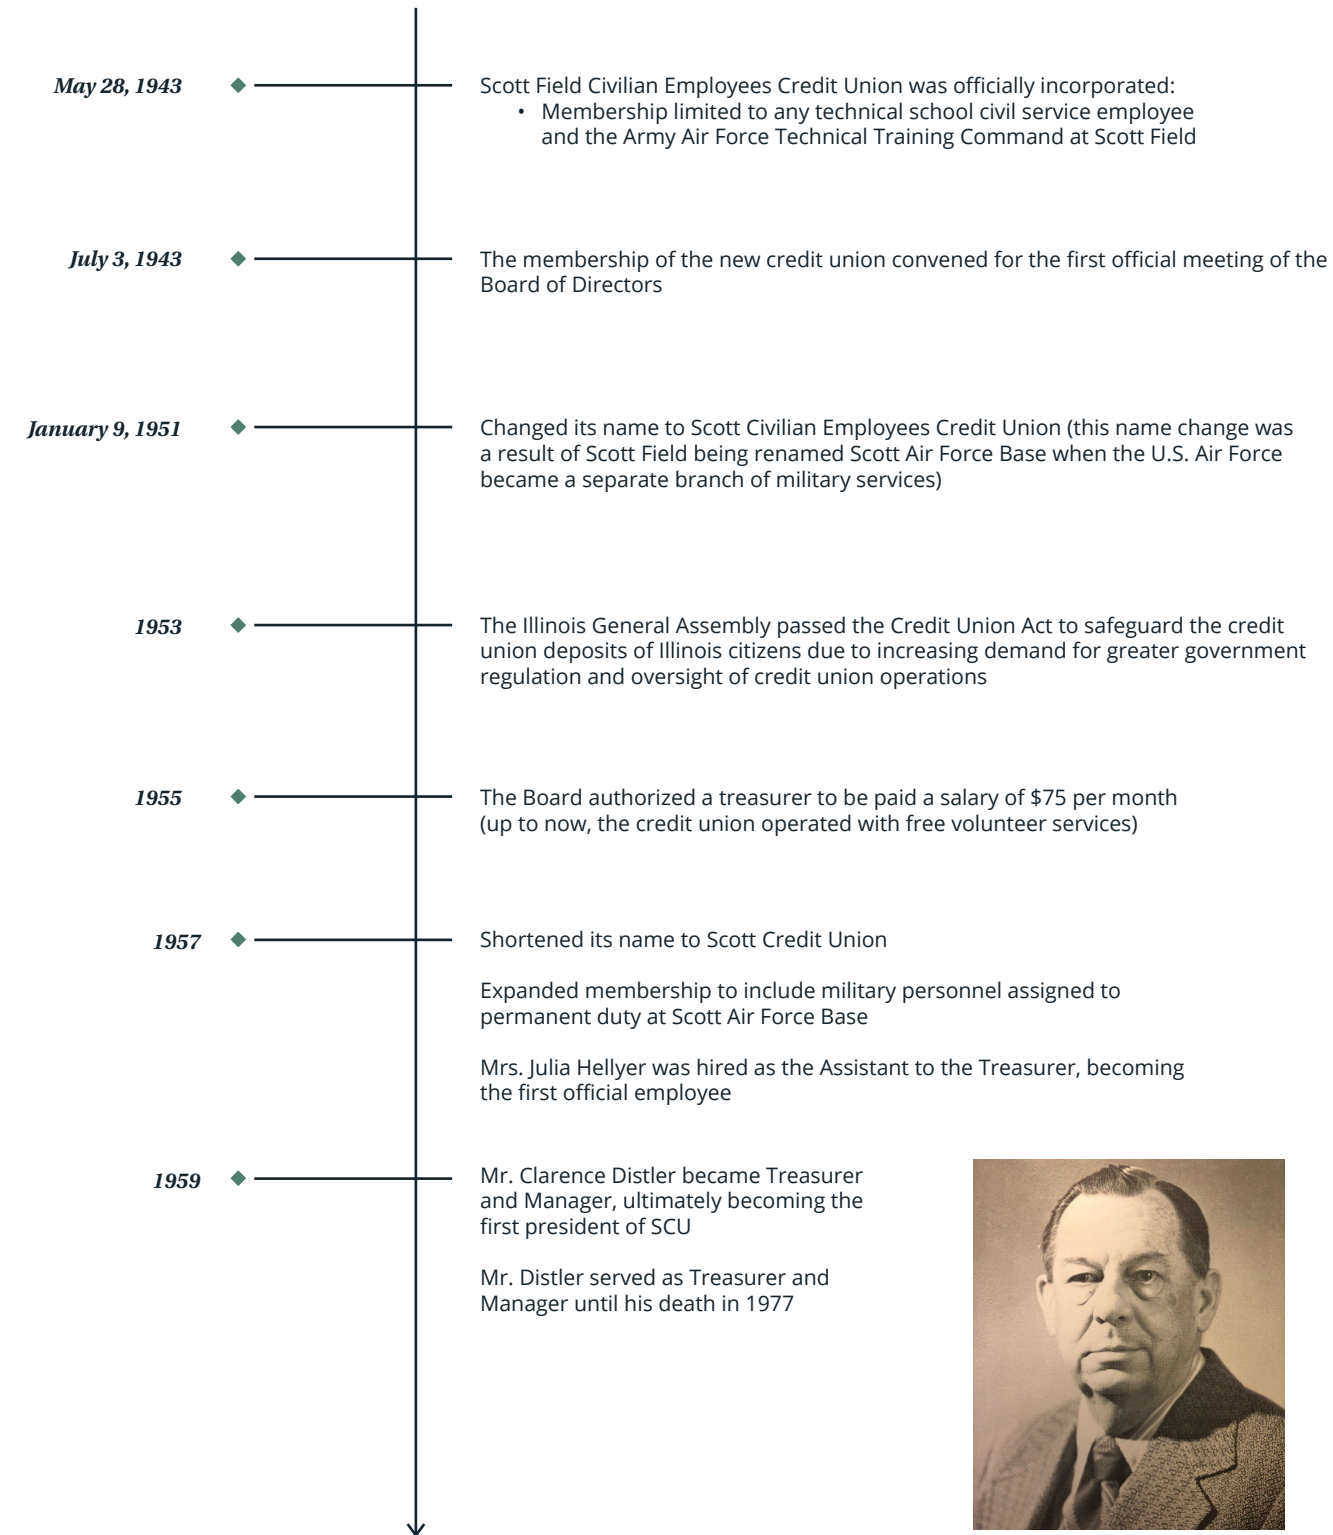 May 28, 1943
Scott Field Civilian Employees Credit Union was officially incorporated:
• Membership limited to any technical school civil service employee
and the Army Air Force Technical Training Command at Scott Field
July 3, 1943
The membership of the new credit union convened for the first official meeting of the
Board of Directors
January 9, 1951
Changed its name to Scott Civilian Employees Credit Union (this name change was
a result of Scott Field being renamed Scott Air Force Base when the U.S. Air Force
became a separate branch of military services)
1953
The Illinois General Assembly passed the Credit Union Act to safeguard the credit
union deposits of Illinois citizens due to increasing demand for greater government
regulation and oversight of credit union operations
1955
The Board authorized a treasurer to be paid a salary of $75 per month
(up to now, the credit union operated with free volunteer services)
1957
Shortened its name to Scott Credit Union
Expanded membership to include military personnel assigned to
permanent duty at Scott Air Force Base
Mrs. Julia Hellyer was hired as the Assistant to the Treasurer, becoming
the first official employee
1959
Mr. Clarence Distler became Treasurer
and Manager, ultimately becoming the
first president of SCU
Mr. Distler served as Treasurer and
Manager until his death in 1977